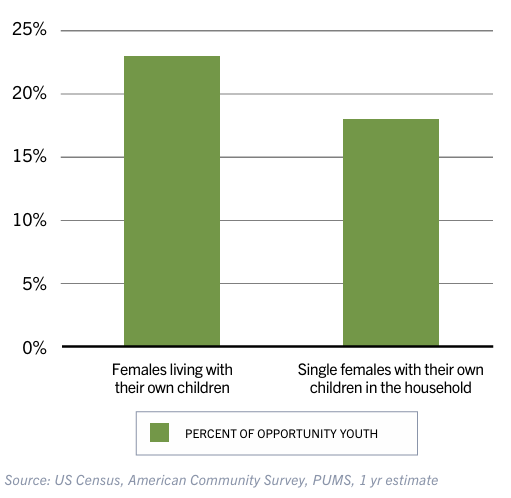 25%
20%
15%
10%
5%
0%
Females living with
their own children
Single females with their own
children in the household
PERCENT OF OPPORTUNITY YOUTH
Source: US Census, American Community Survey, PUMS, 1 yr estimate